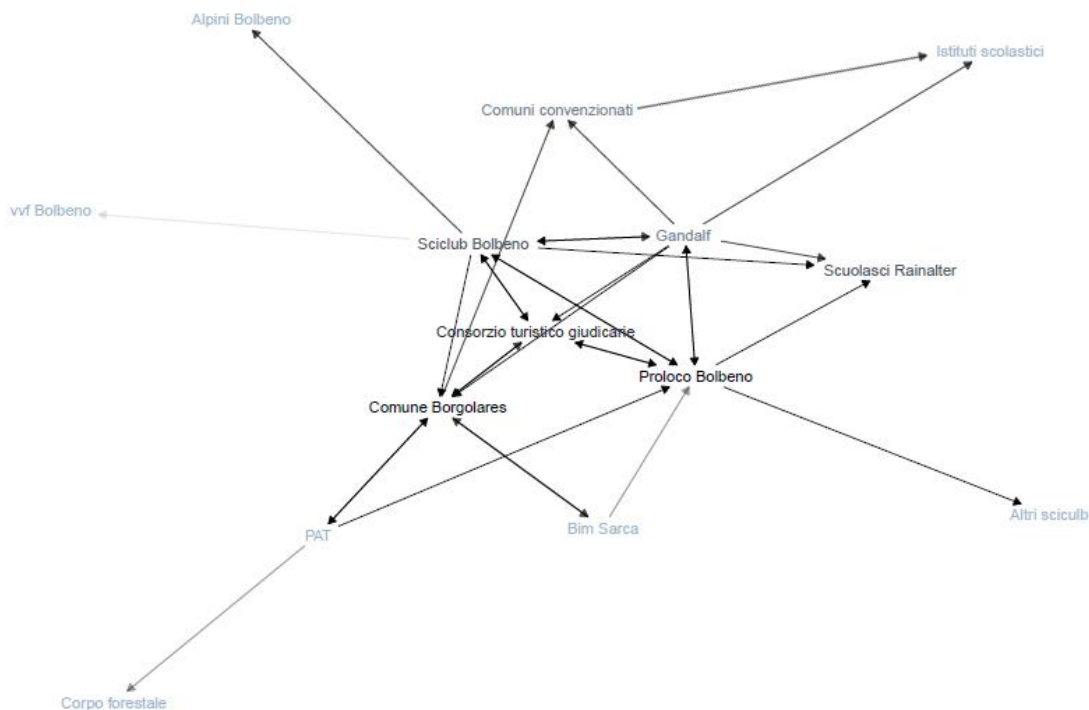 Alpini Bolbeno
Istituti scolastici
Comuni convenzionati
vvf Bolbeno
Gandalf
Sciclub Bolbeno
Scuolasci Rainalter
Consorzio turistico giudicarie
Proloco Bolbeno
Comune Borgolares
Altri sciculb
Bim Sarca
PAT
Corpo forestale